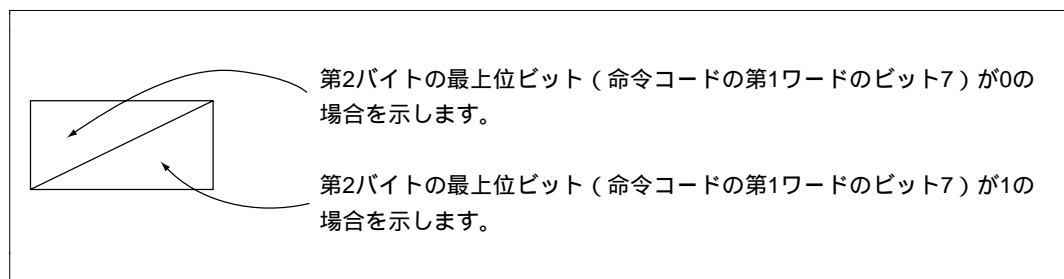 第2バイトの最上位ビット（命令コードの第1ワードのビット7）が0の
場合を示します。
第2バイトの最上位ビット（命令コードの第1ワードのビット7）が1の
場合を示します。